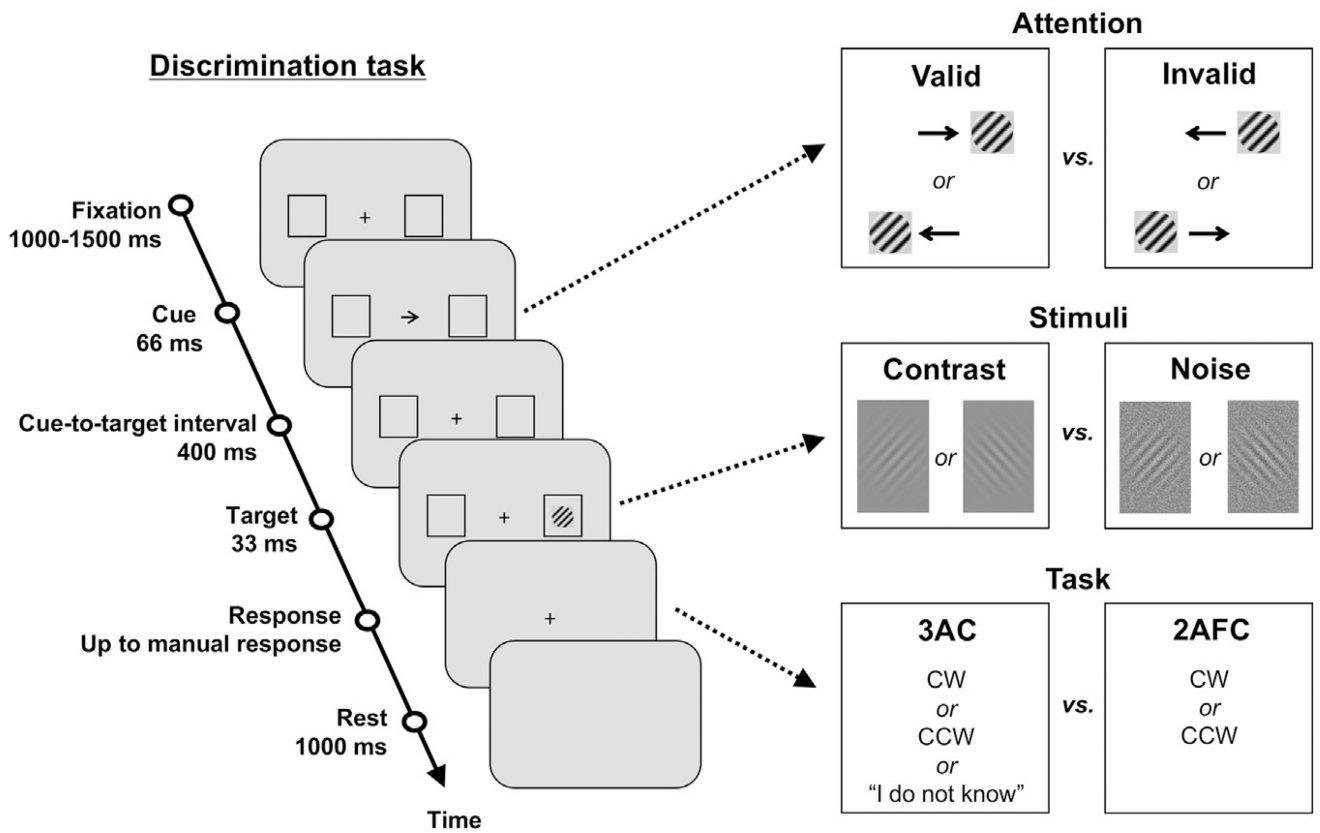 Discrimination task
Fixation
1000-1500 ms
Cue
66 ms
Cue-to-target interval
400 ms
Target
33 ms
Response
Up to manual response
Rest
1000 ms
Time
+
+
+
+
Attention
Valid
or
vs.
Invalid
or
Stimuli
Contrast
or
vs.
Noise
or
Task
3AC
CW
or
CCW
or
“I do not know”
vs.
2AFC
CW
or
CCW